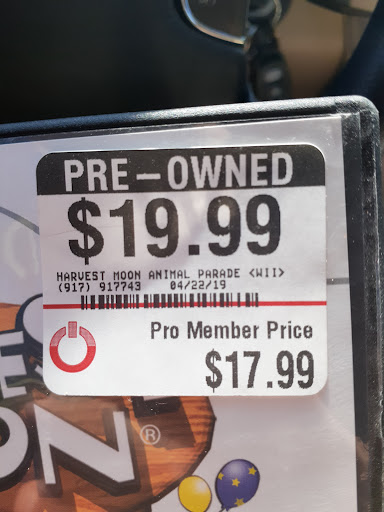 PRE-OWNED
$19.99
HARVEST MOON ANIMAL PARADE <WII>
(917) 917743 04/22/19
Pro Member Price
$17.99
ON®